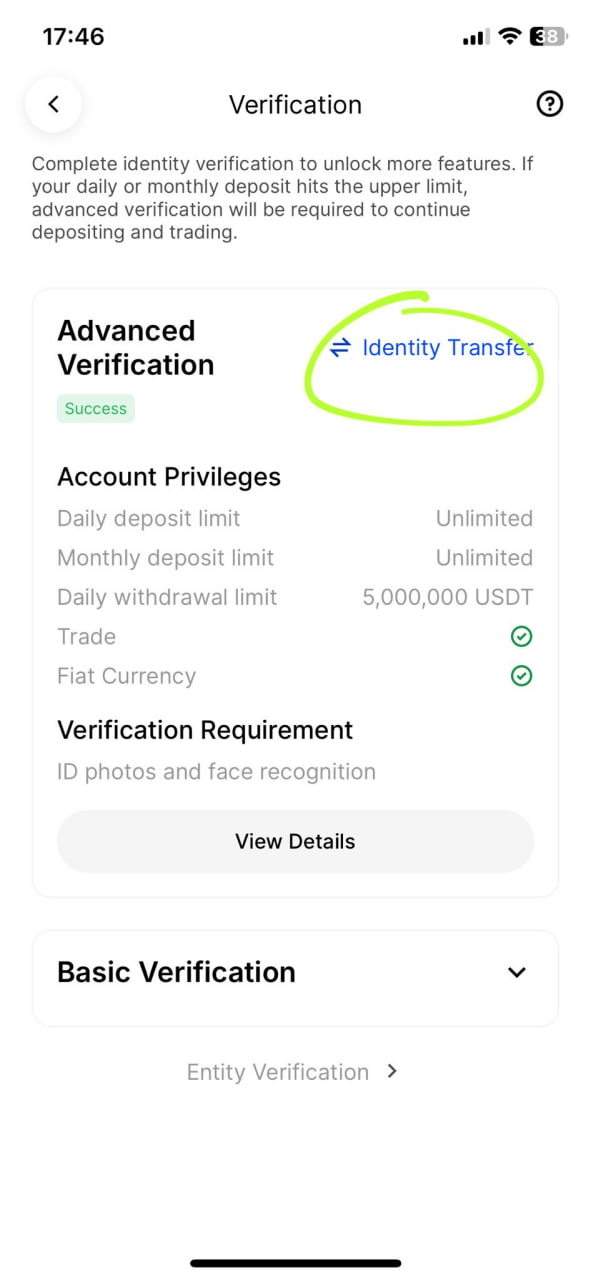 17:46
38
Verification
Complete identity verification to unlock more features. If
your daily or monthly deposit hits the upper limit,
advanced verification will be required to continue
depositing and trading.
Advanced
Verification
Identity Transfer
Success
Account Privileges
Daily deposit limit Unlimited
Monthly deposit limit Unlimited
Daily withdrawal limit 5,000,000 USDT
Trade
Fiat Currency
Verification Requirement
ID photos and face recognition
View Details
Basic Verification
Entity Verification